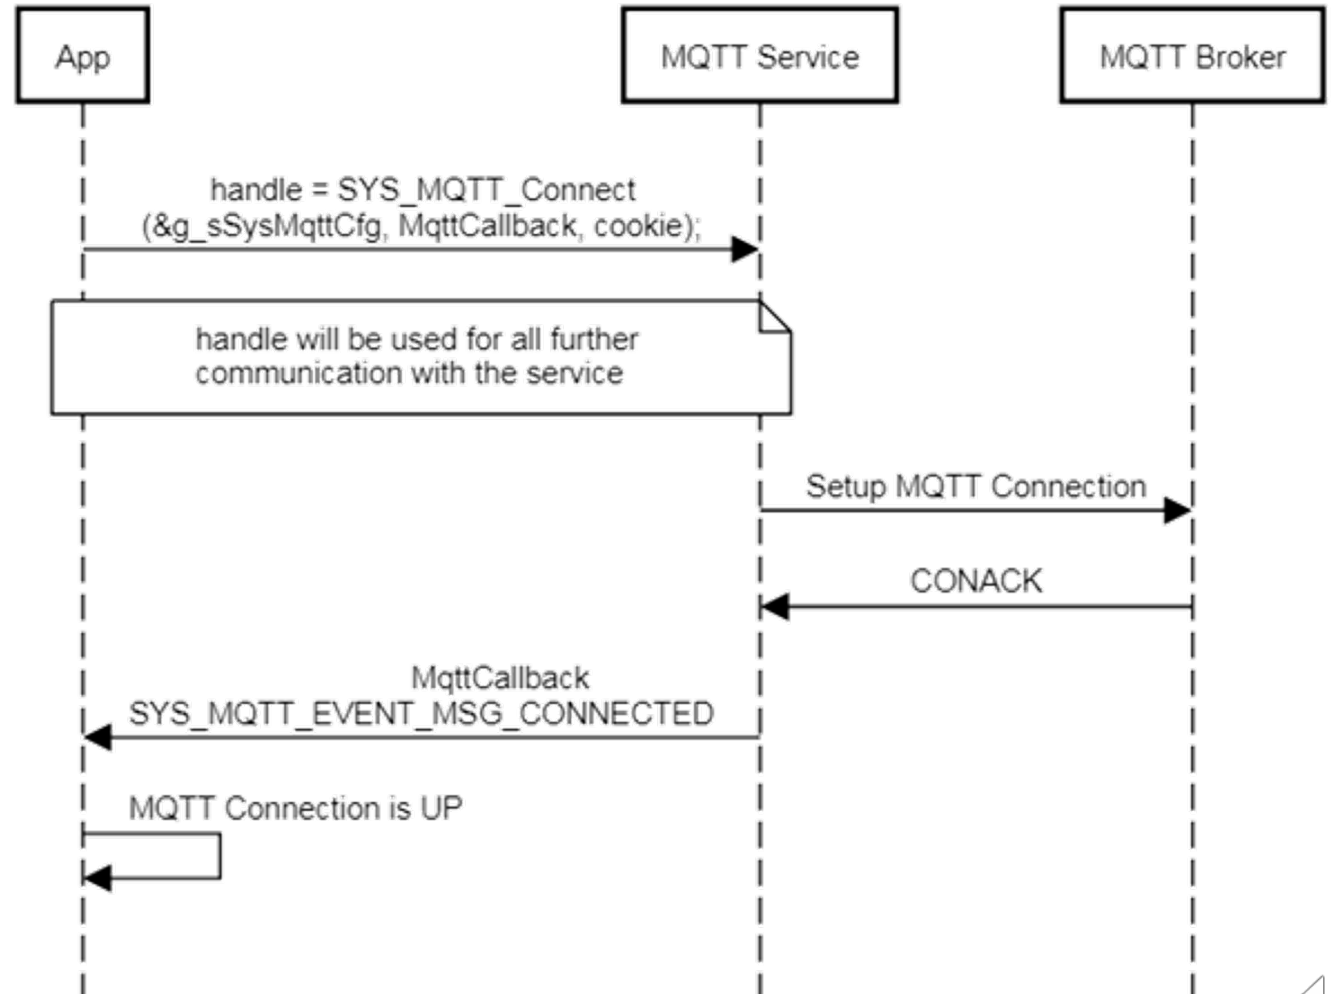 App
MQTT Service
MQTT Broker
handle = SYS_MQTT_Connect
(&g_sSysMqttCfg, MqttCallback, cookie);
handle will be used for all further
communication with the service
Setup MQTT Connection
CONACK
MqttCallback
SYS_MQTT_EVENT_MSG_CONNECTED
MQTT Connection is UP